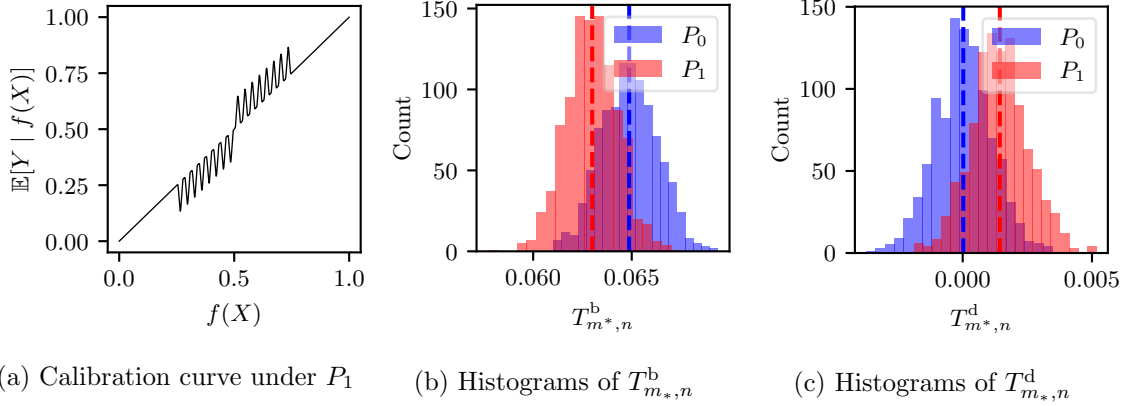 1.00
0.75
0.50
0.25
0.00
𝔼[Y | f(X)]
0.0
0.5
1.0
f(X)
150
100
50
0
Count
P₀
P₁
0.060
0.065
T^b_{m*,n}
150
100
50
0
Count
P₀
P₁
0.000
0.005
T^d_{m*,n}
(a) Calibration curve under P₁
(b) Histograms of T^b_{m_*,n}
(c) Histograms of T^d_{m_*,n}